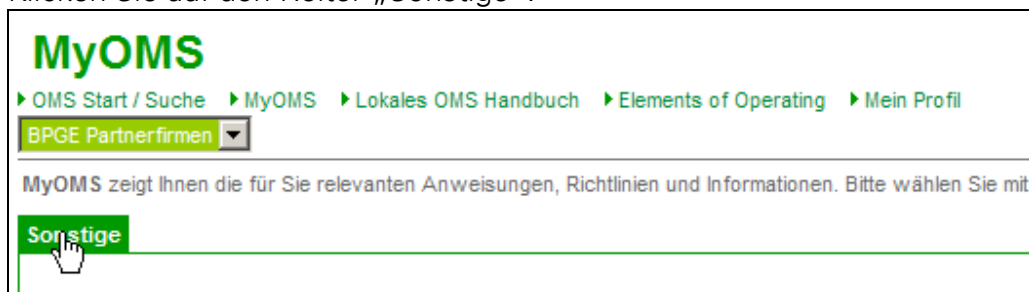 Klicken Sie auf den Reiter „Sonstige“.
MyOMS
OMS Start / Suche MyOMS Lokales OMS Handbuch Elements of Operating Mein Profil
BPGE Partnerfirmen
MyOMS zeigt Ihnen die für Sie relevanten Anweisungen, Richtlinien und Informationen. Bitte wählen Sie mit
Sonstige